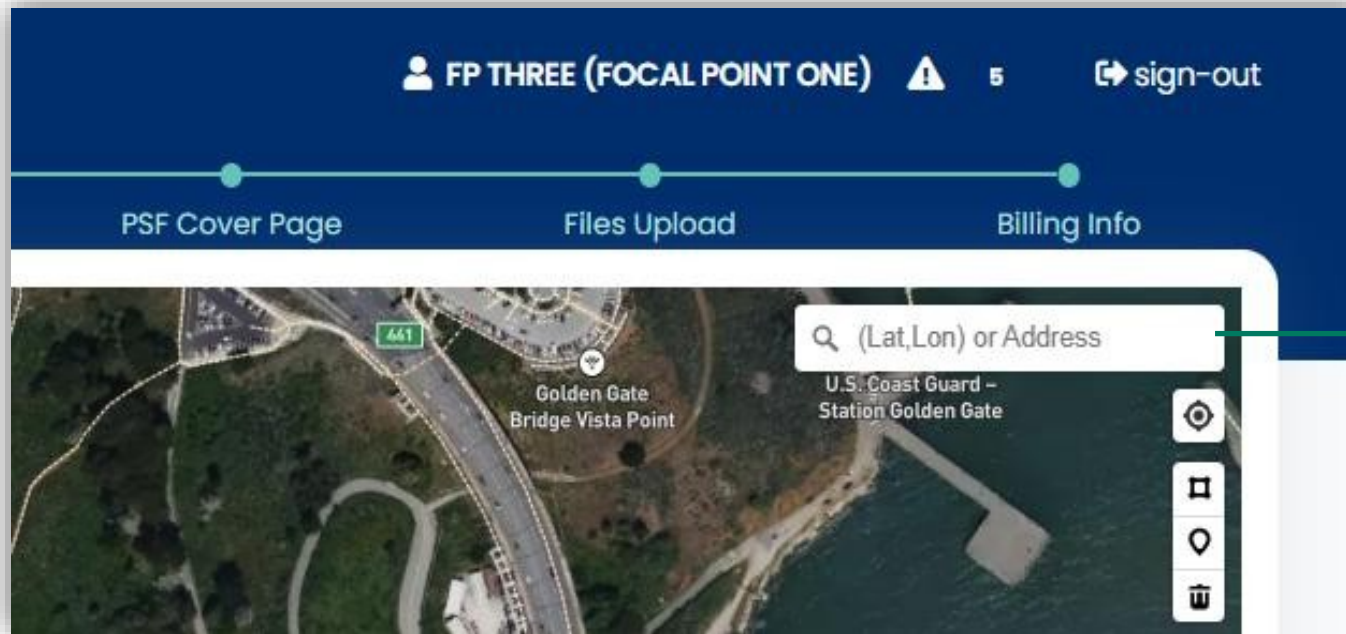 FP THREE (FOCAL POINT ONE) 5 sign-out
PSF Cover Page Files Upload Billing Info
(Lat,Lon) or Address
441
Golden Gate
Bridge Vista Point
U.S. Coast Guard –
Station Golden Gate